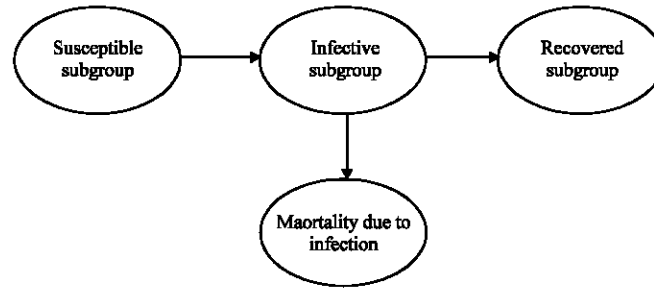 Susceptible
subgroup
Infective
subgroup
Recovered
subgroup
Maortality due to
infection